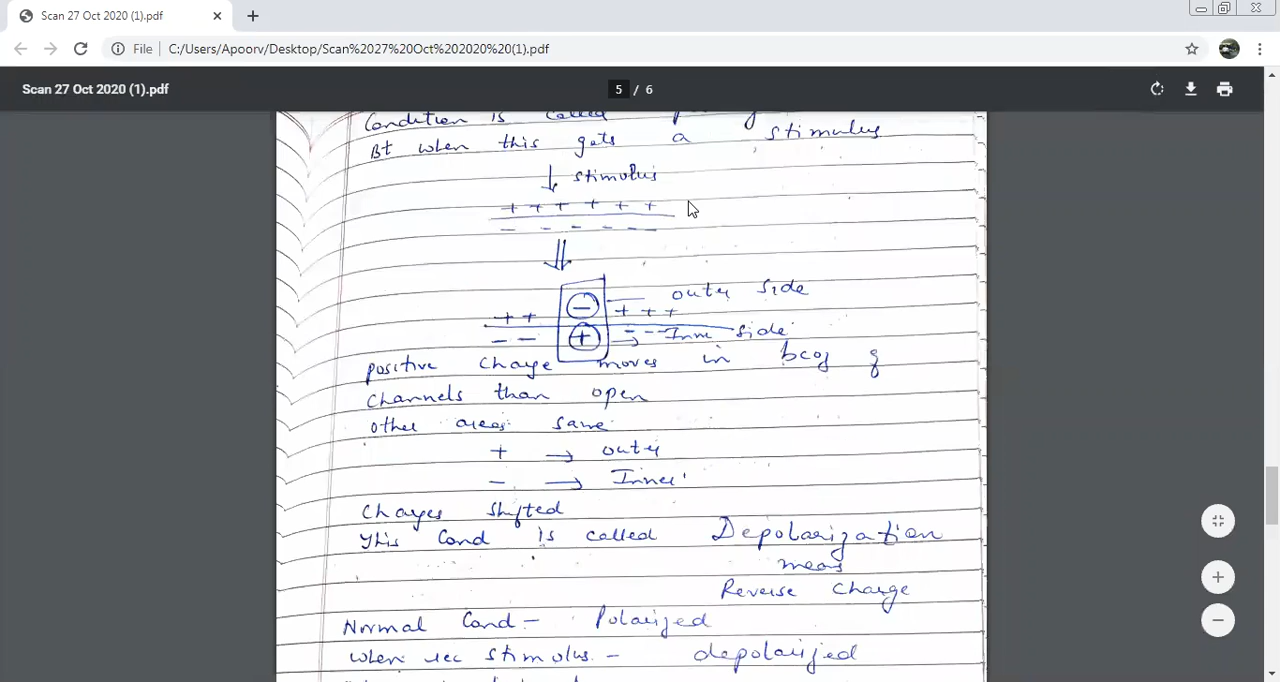 Scan 27 Oct 2020 (1).pdf
File C:/Users/Apoorv/Desktop/Scan%2027%20Oct%202020%20(1).pdf
Scan 27 Oct 2020 (1).pdf 5 / 6
Condition is called
Bt when this gets a stimulus
↓ stimulus
+ + + + + +
- - - - -
⇓
- outer side
+ + + + +
- - + - - → Inner side
positive charge moves in bcoz of
channels than open
other areas same
+ → outer
- → Inner
Charges shifted
This Cond is called Depolarization
means
Reverse Charge
Normal Cond - Polarized
when rec stimulus - depolarized